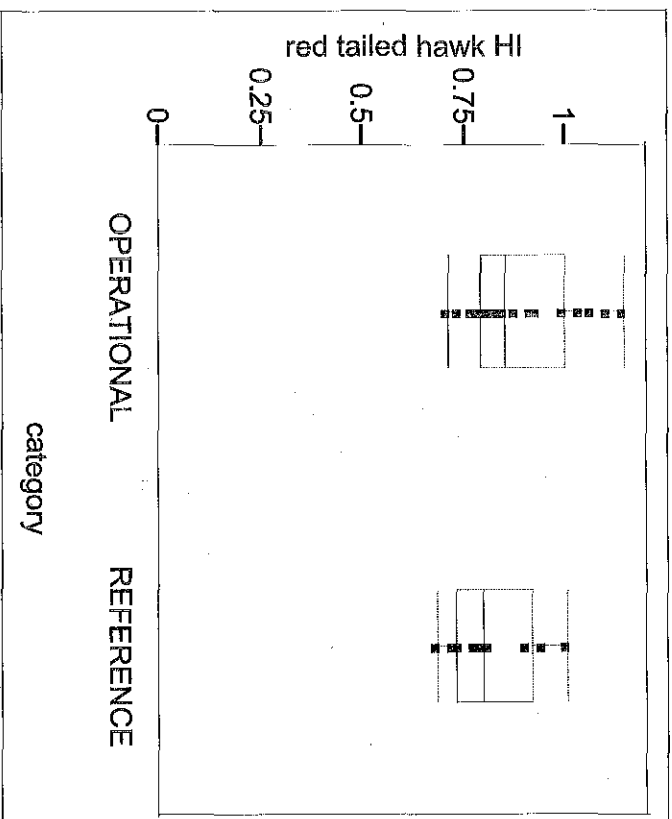 red tailed hawk HI
1
0.75
0.5
0.25
0
OPERATIONAL
REFERENCE
category